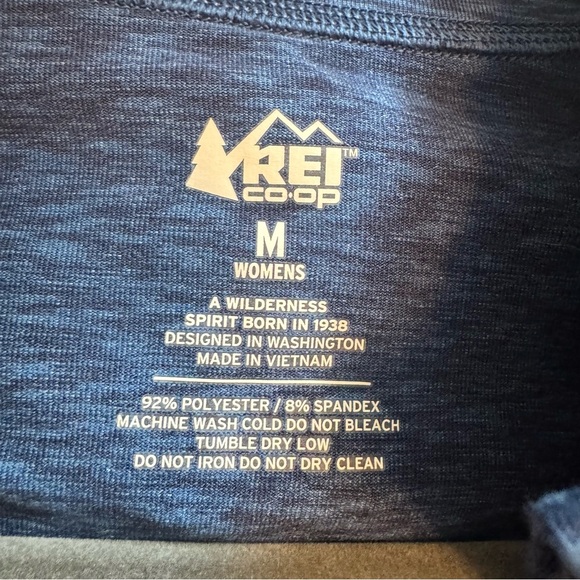 REI™
co·op
M
WOMENS
A WILDERNESS
SPIRIT BORN IN 1938
DESIGNED IN WASHINGTON
MADE IN VIETNAM
92% POLYESTER / 8% SPANDEX
MACHINE WASH COLD DO NOT BLEACH
TUMBLE DRY LOW
DO NOT IRON DO NOT DRY CLEAN